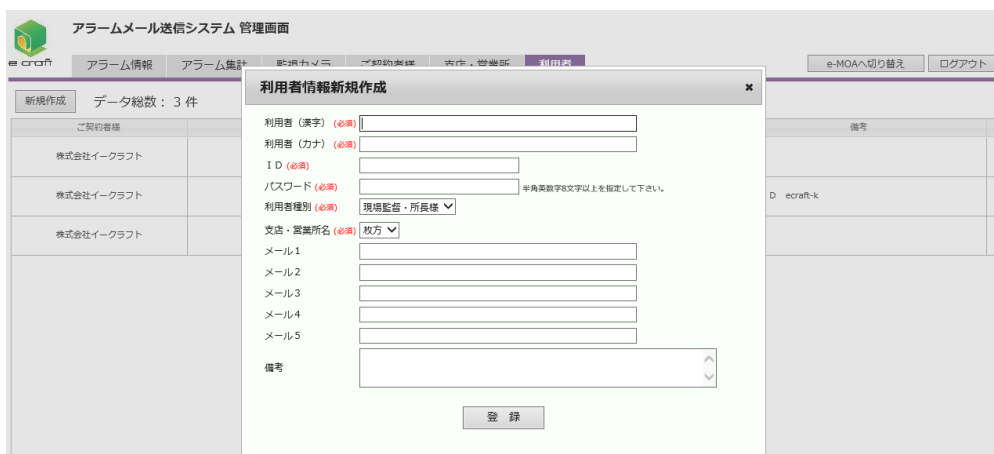 アラームメール送信システム 管理画面
e craft
アラーム情報 アラーム集計 監視カメラ ご契約者様 支店・営業所 利用者 e-MOAへ切り替え ログアウト
新規作成 データ総数： 3 件
ご契約者様 備考
株式会社イークラフト
株式会社イークラフト D ecraft-k
株式会社イークラフト
利用者情報新規作成 ×
利用者（漢字）(必須)
利用者（カナ）(必須)
ＩＤ(必須)
パスワード(必須) 半角英数字8文字以上を指定して下さい。
利用者種別(必須) 現場監督・所長様
支店・営業所名(必須) 枚方
メール１
メール２
メール３
メール４
メール５
備考
登 録